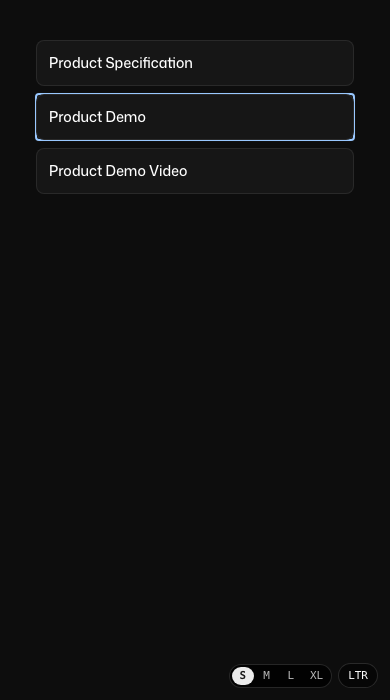 Product Specification
Product Demo
Product Demo Video
S M L XL LTR